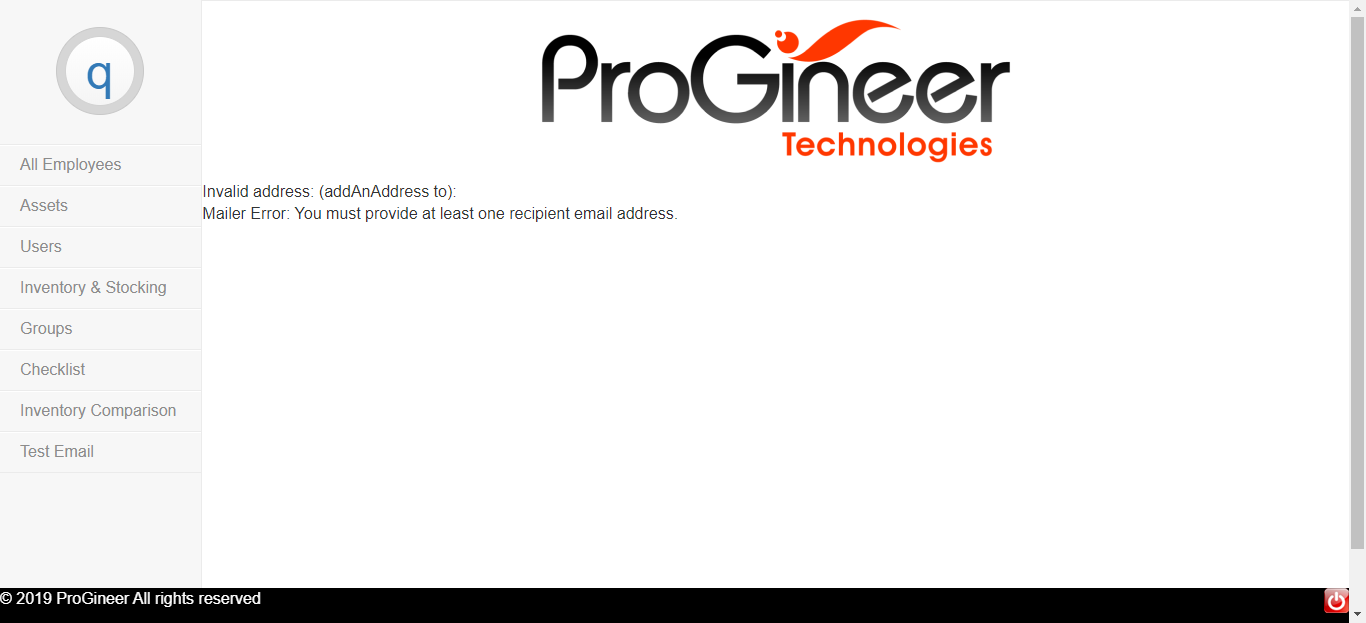 q
ProGineer
Technologies
All Employees
Assets
Users
Inventory & Stocking
Groups
Checklist
Inventory Comparison
Test Email
Invalid address: (addAnAddress to):
Mailer Error: You must provide at least one recipient email address.
© 2019 ProGineer All rights reserved